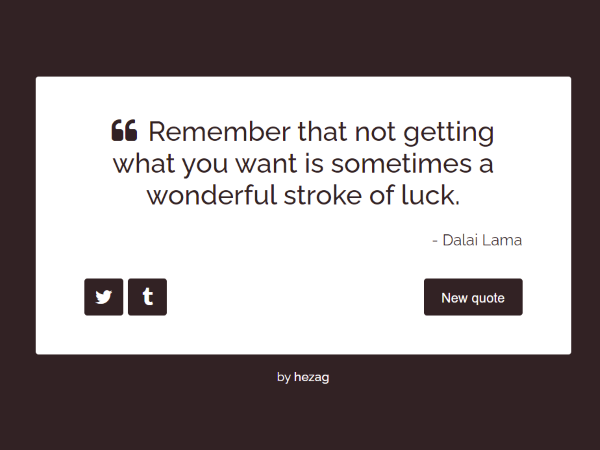 ❝ Remember that not getting
what you want is sometimes a
wonderful stroke of luck.
- Dalai Lama
New quote
by hezag